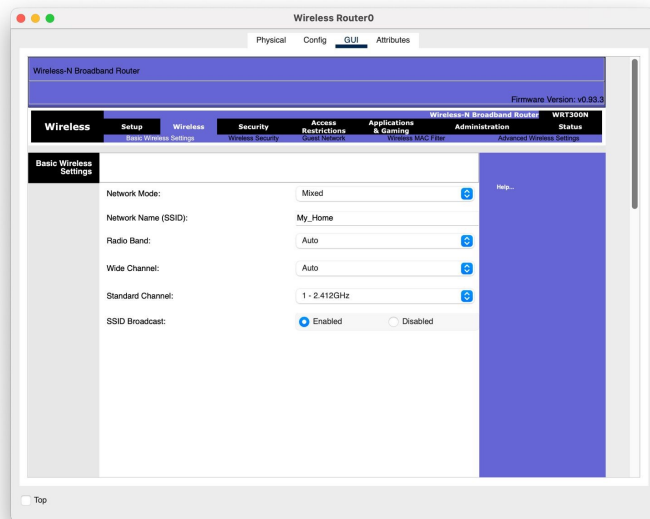 Wireless Router0
Physical Config GUI Attributes
Wireless-N Broadband Router
Firmware Version: v0.93.3
Wireless-N Broadband Router WRT300N
Wireless Setup Wireless Security Access Restrictions Applications & Gaming Administration Status
Basic Wireless Settings Wireless Security Guest Network Wireless MAC Filter Advanced Wireless Settings
Basic Wireless Settings
Help...
Network Mode: Mixed
Network Name (SSID): My_Home
Radio Band: Auto
Wide Channel: Auto
Standard Channel: 1 - 2.412GHz
SSID Broadcast: Enabled Disabled
Top